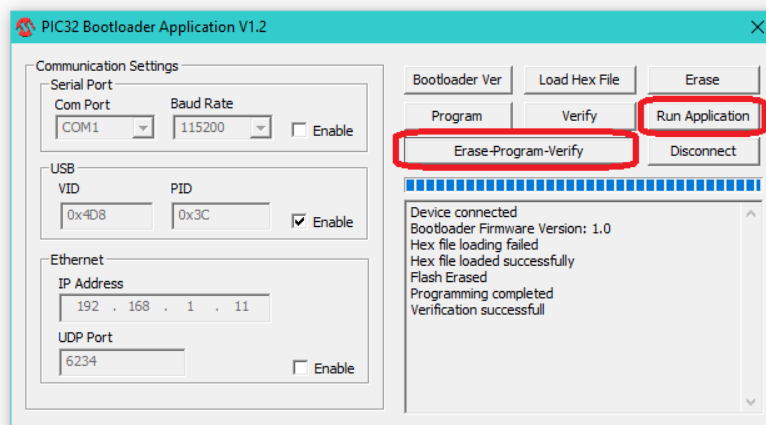 PIC32 Bootloader Application V1.2
Communication Settings
Serial Port
Com Port Baud Rate
COM1 115200 Enable
USB
VID PID
0x4D8 0x3C Enable
Ethernet
IP Address
192 . 168 . 1 . 11
UDP Port
6234 Enable
Bootloader Ver Load Hex File Erase
Program Verify Run Application
Erase-Program-Verify Disconnect
Device connected
Bootloader Firmware Version: 1.0
Hex file loading failed
Hex file loaded successfully
Flash Erased
Programming completed
Verification successfull